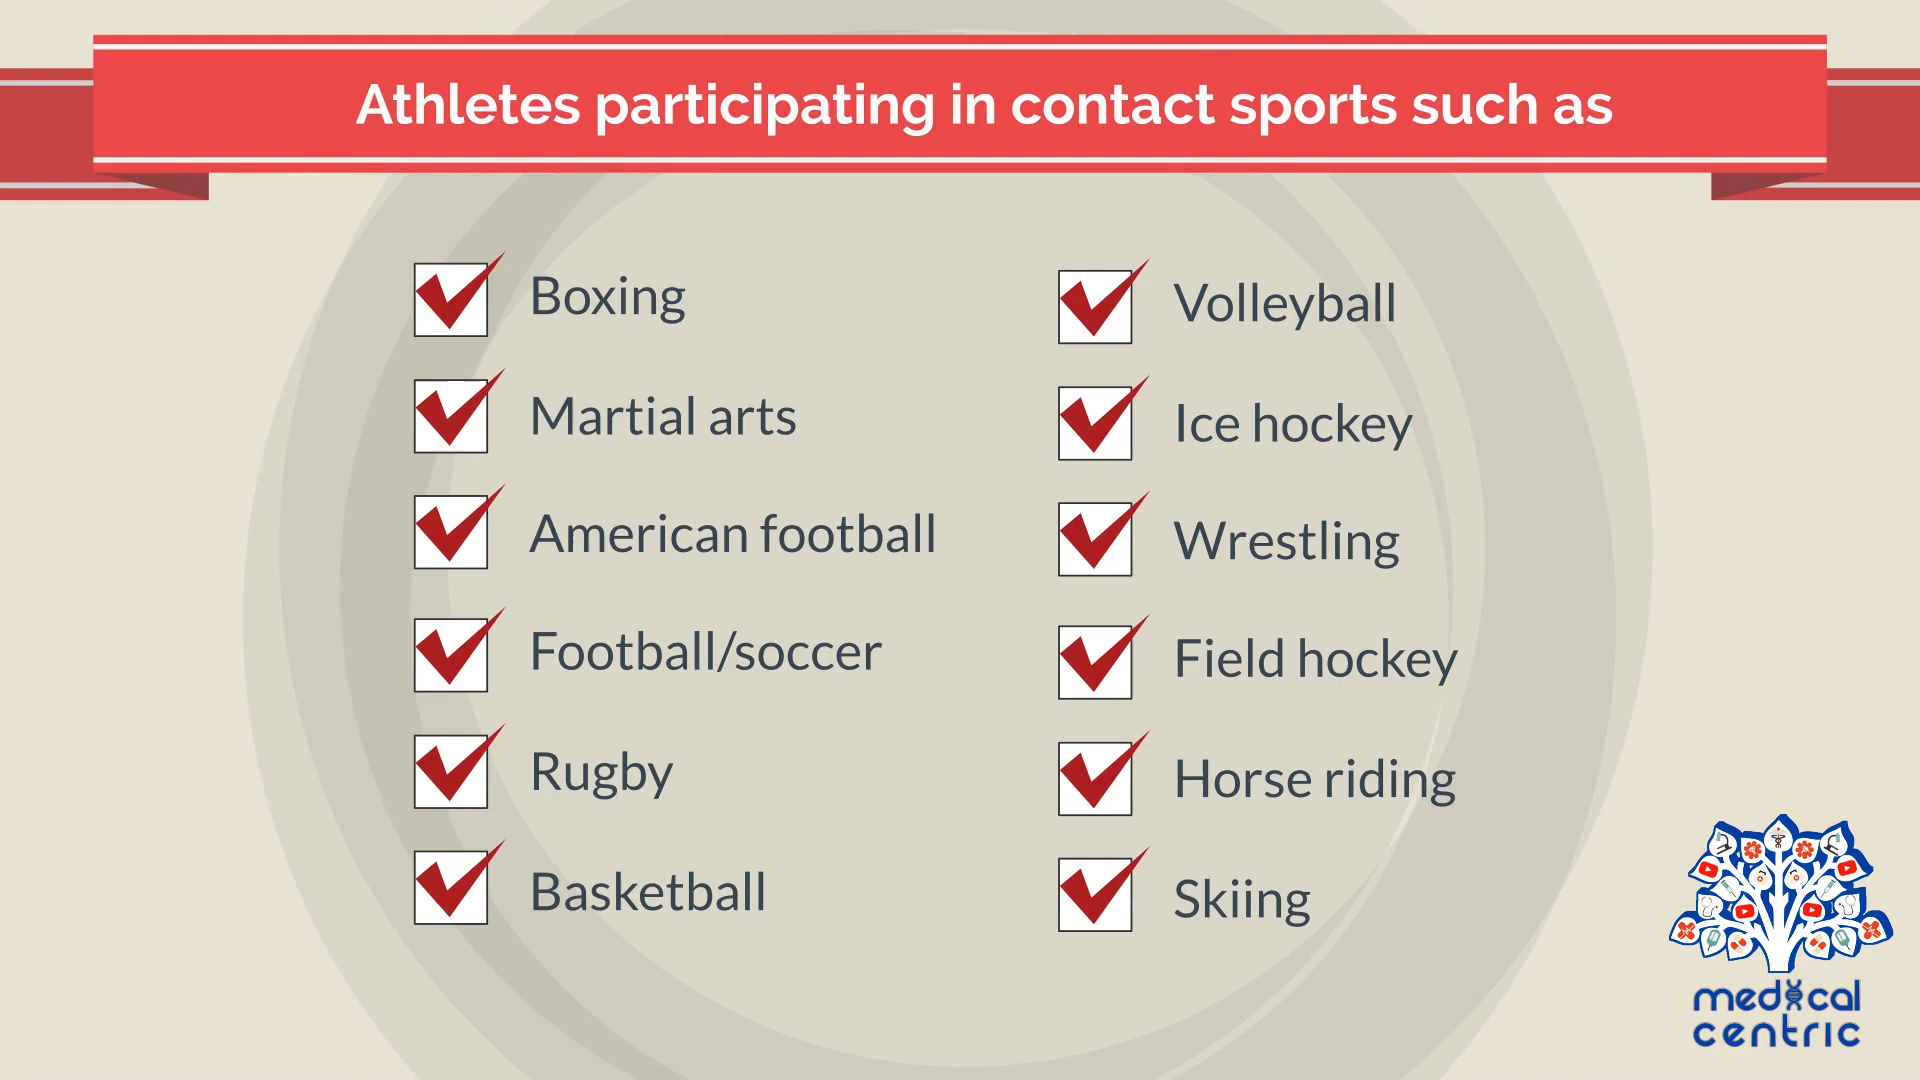 Athletes participating in contact sports such as
Boxing
Martial arts
American football
Football/soccer
Rugby
Basketball
Volleyball
Ice hockey
Wrestling
Field hockey
Horse riding
Skiing
medical
centric